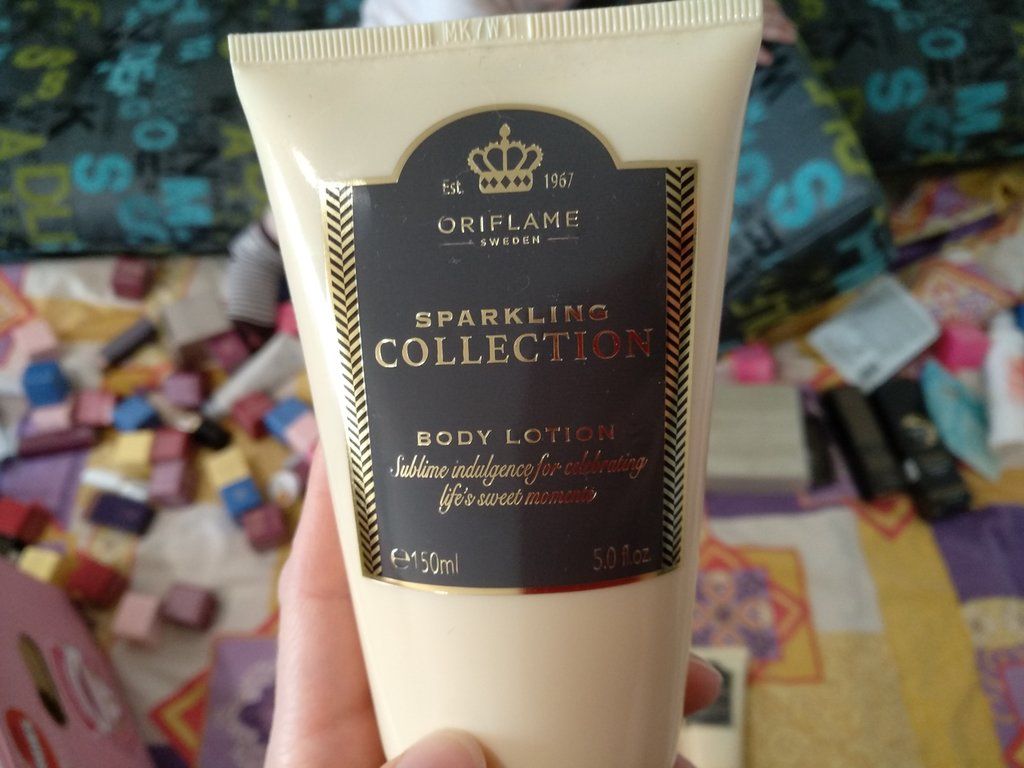 Est. 1967
ORIFLAME
SWEDEN
SPARKLING
COLLECTION
BODY LOTION
Sublime indulgence for celebrating
life's sweet moments
℮150ml 5.0 fl.oz.